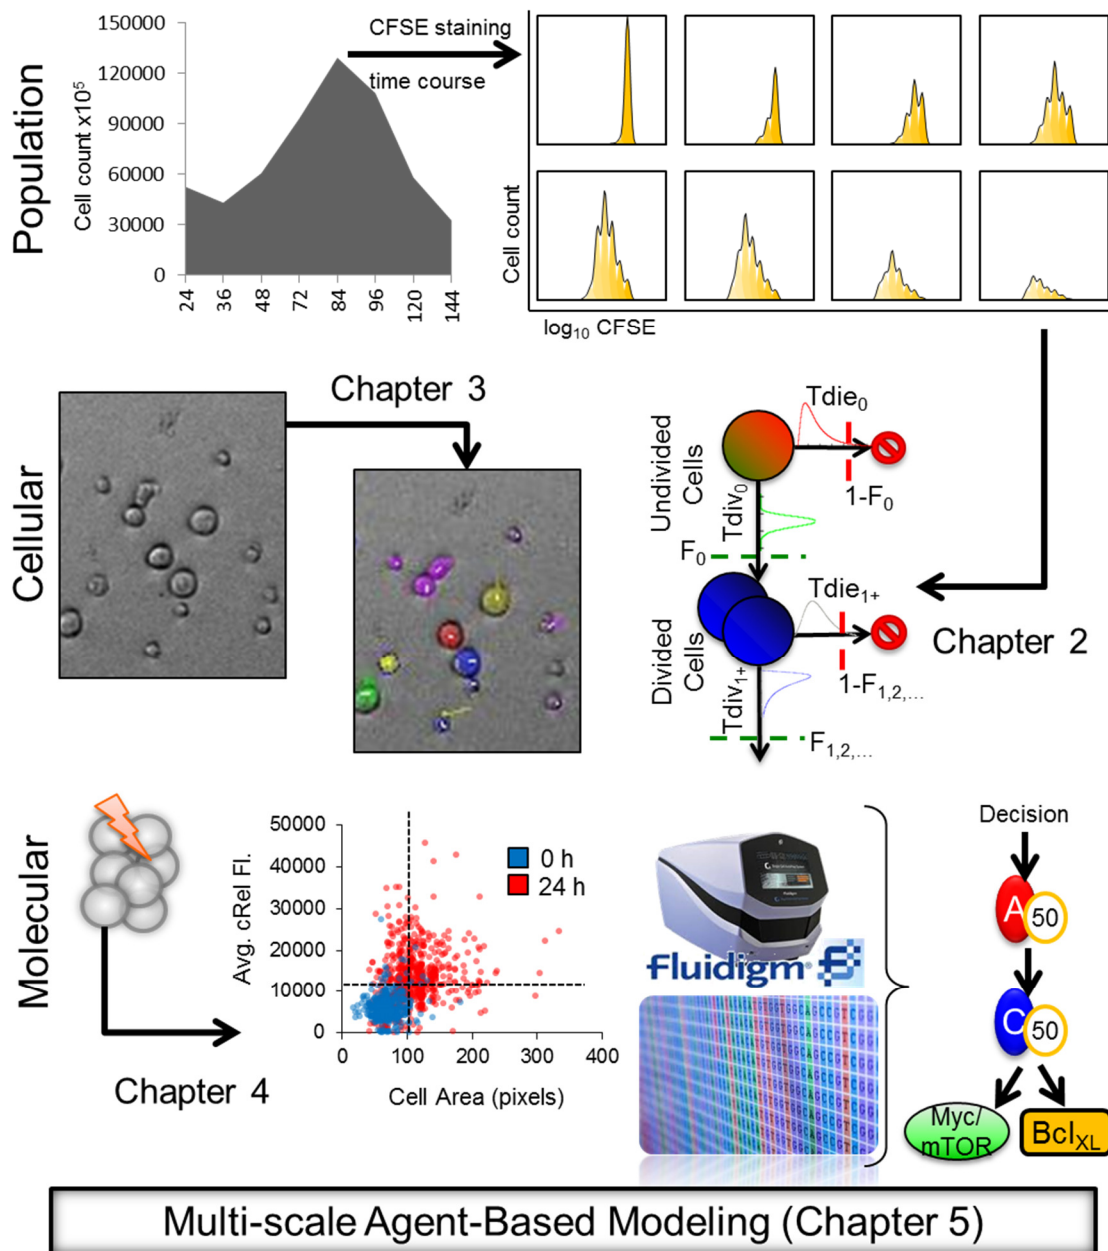 Population
Cell count x10⁵
150000
120000
90000
60000
30000
0
24
36
48
72
84
96
120
144
CFSE staining
time course
Cell count
log₁₀ CFSE
Cellular
Chapter 3
Undivided
Cells
Tdie₀
1-F₀
Tdiv₀
F₀
Divided
Cells
Tdie₁₊
1-F₁,₂,...
Tdiv₁₊
F₁,₂,...
Chapter 2
Molecular
Chapter 4
Avg. cRel Fl.
50000
40000
30000
20000
10000
0
0 h
24 h
0
100
200
300
400
Cell Area (pixels)
fluidigm®
Decision
A
50
C
50
Myc/
mTOR
Bcl_XL
Multi-scale Agent-Based Modeling (Chapter 5)